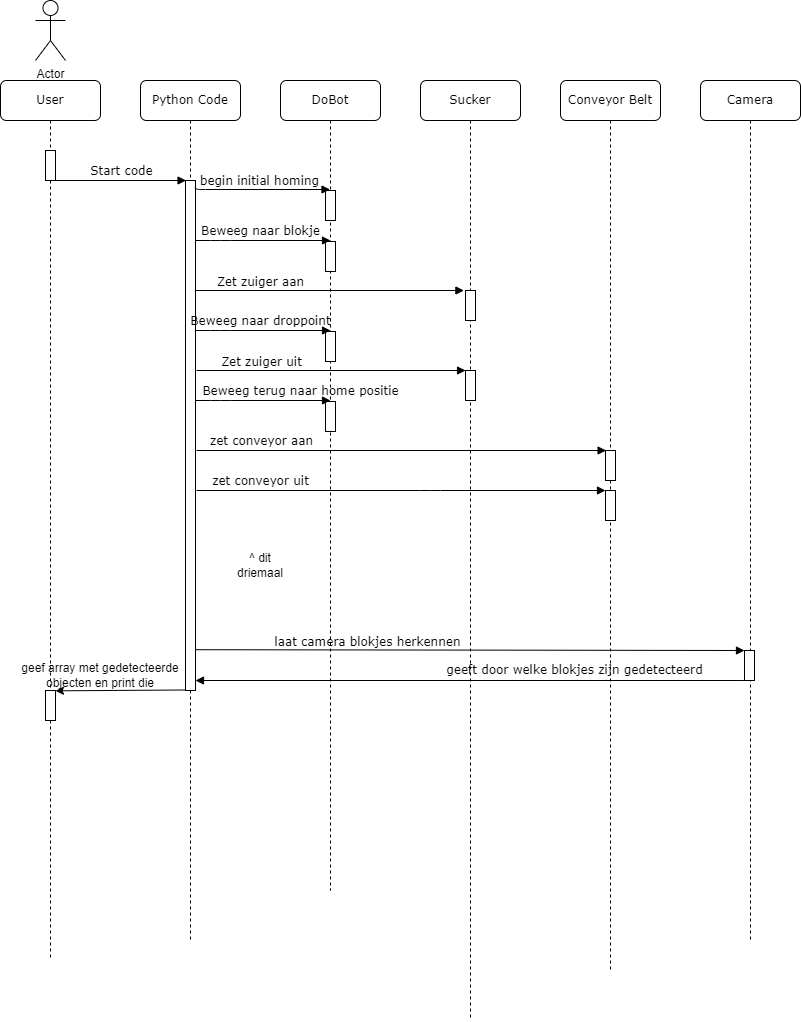 Actor
User
Python Code
DoBot
Sucker
Conveyor Belt
Camera
Start code
begin initial homing
Beweeg naar blokje
Zet zuiger aan
Beweeg naar droppoint
Zet zuiger uit
Beweeg terug naar home positie
zet conveyor aan
zet conveyor uit
^ dit
driemaal
laat camera blokjes herkennen
geeft door welke blokjes zijn gedetecteerd
geef array met gedetecteerde
objecten en print die